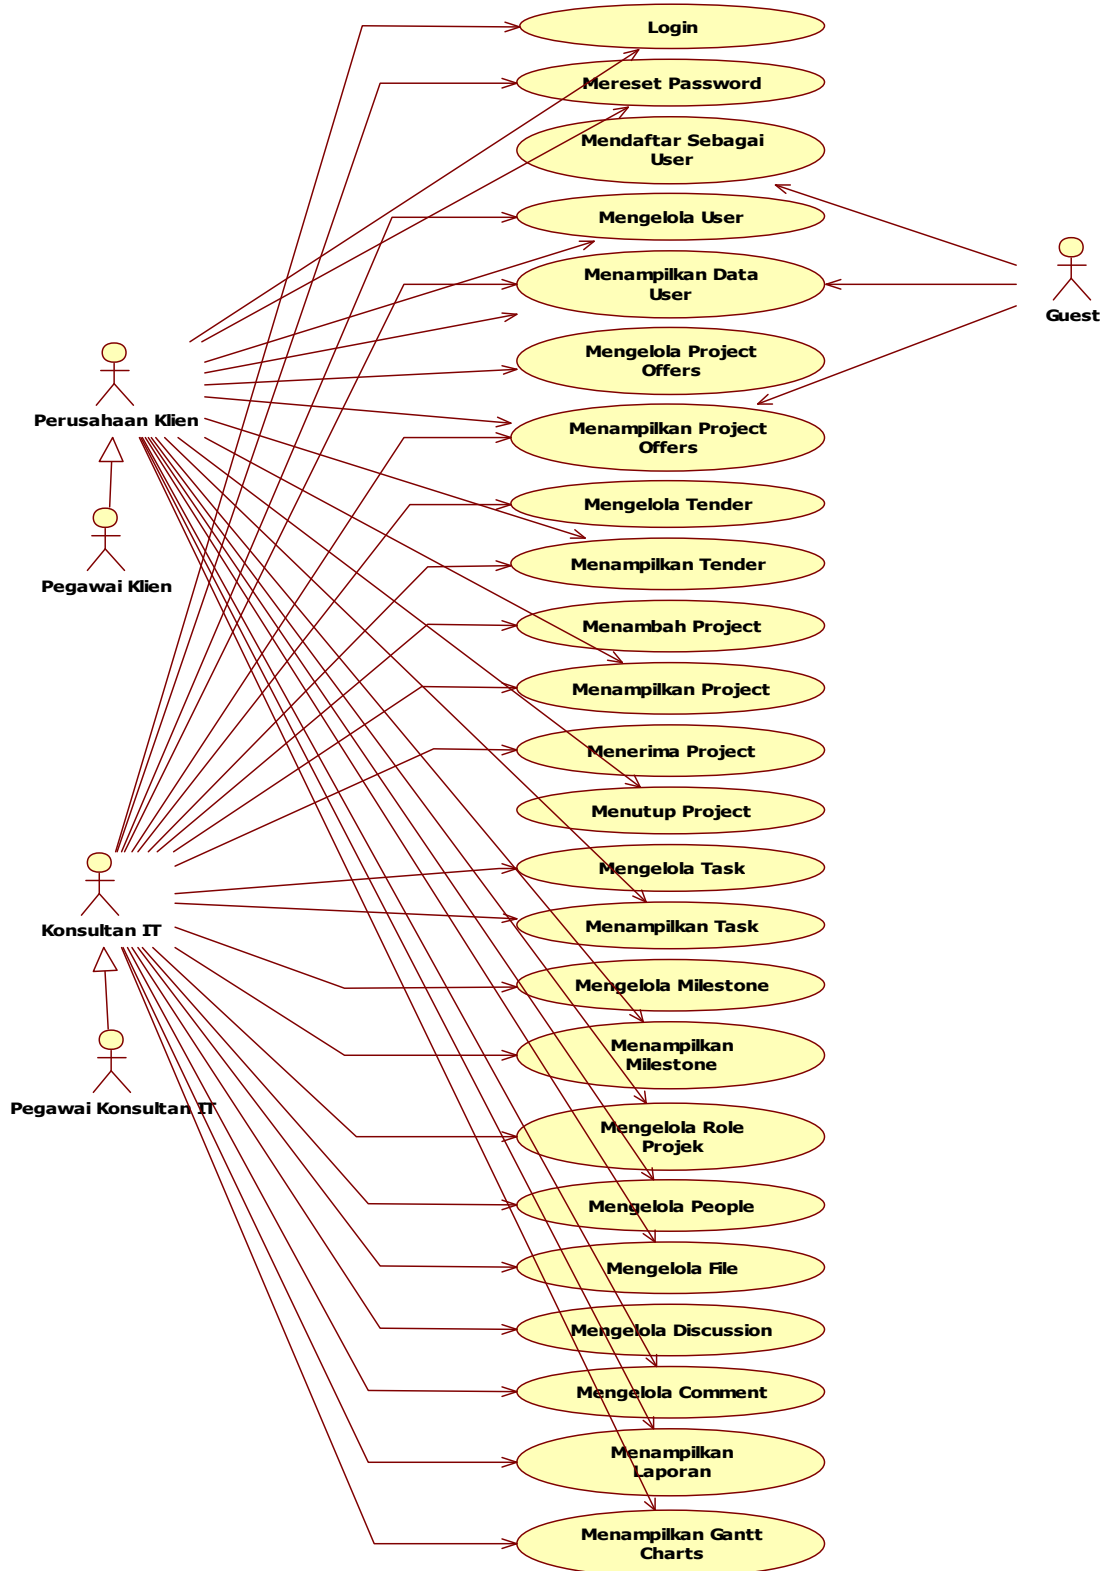 Login
Mereset Password
Mendaftar Sebagai
User
Mengelola User
Menampilkan Data
User
Guest
Mengelola Project
Offers
Perusahaan Klien
Menampilkan Project
Offers
Mengelola Tender
Menampilkan Tender
Pegawai Klien
Menambah Project
Menampilkan Project
Menerima Project
Menutup Project
Mengelola Task
Menampilkan Task
Konsultan IT
Mengelola Milestone
Menampilkan
Milestone
Pegawai Konsultan IT
Mengelola Role
Projek
Mengelola People
Mengelola File
Mengelola Discussion
Mengelola Comment
Menampilkan
Laporan
Menampilkan Gantt
Charts